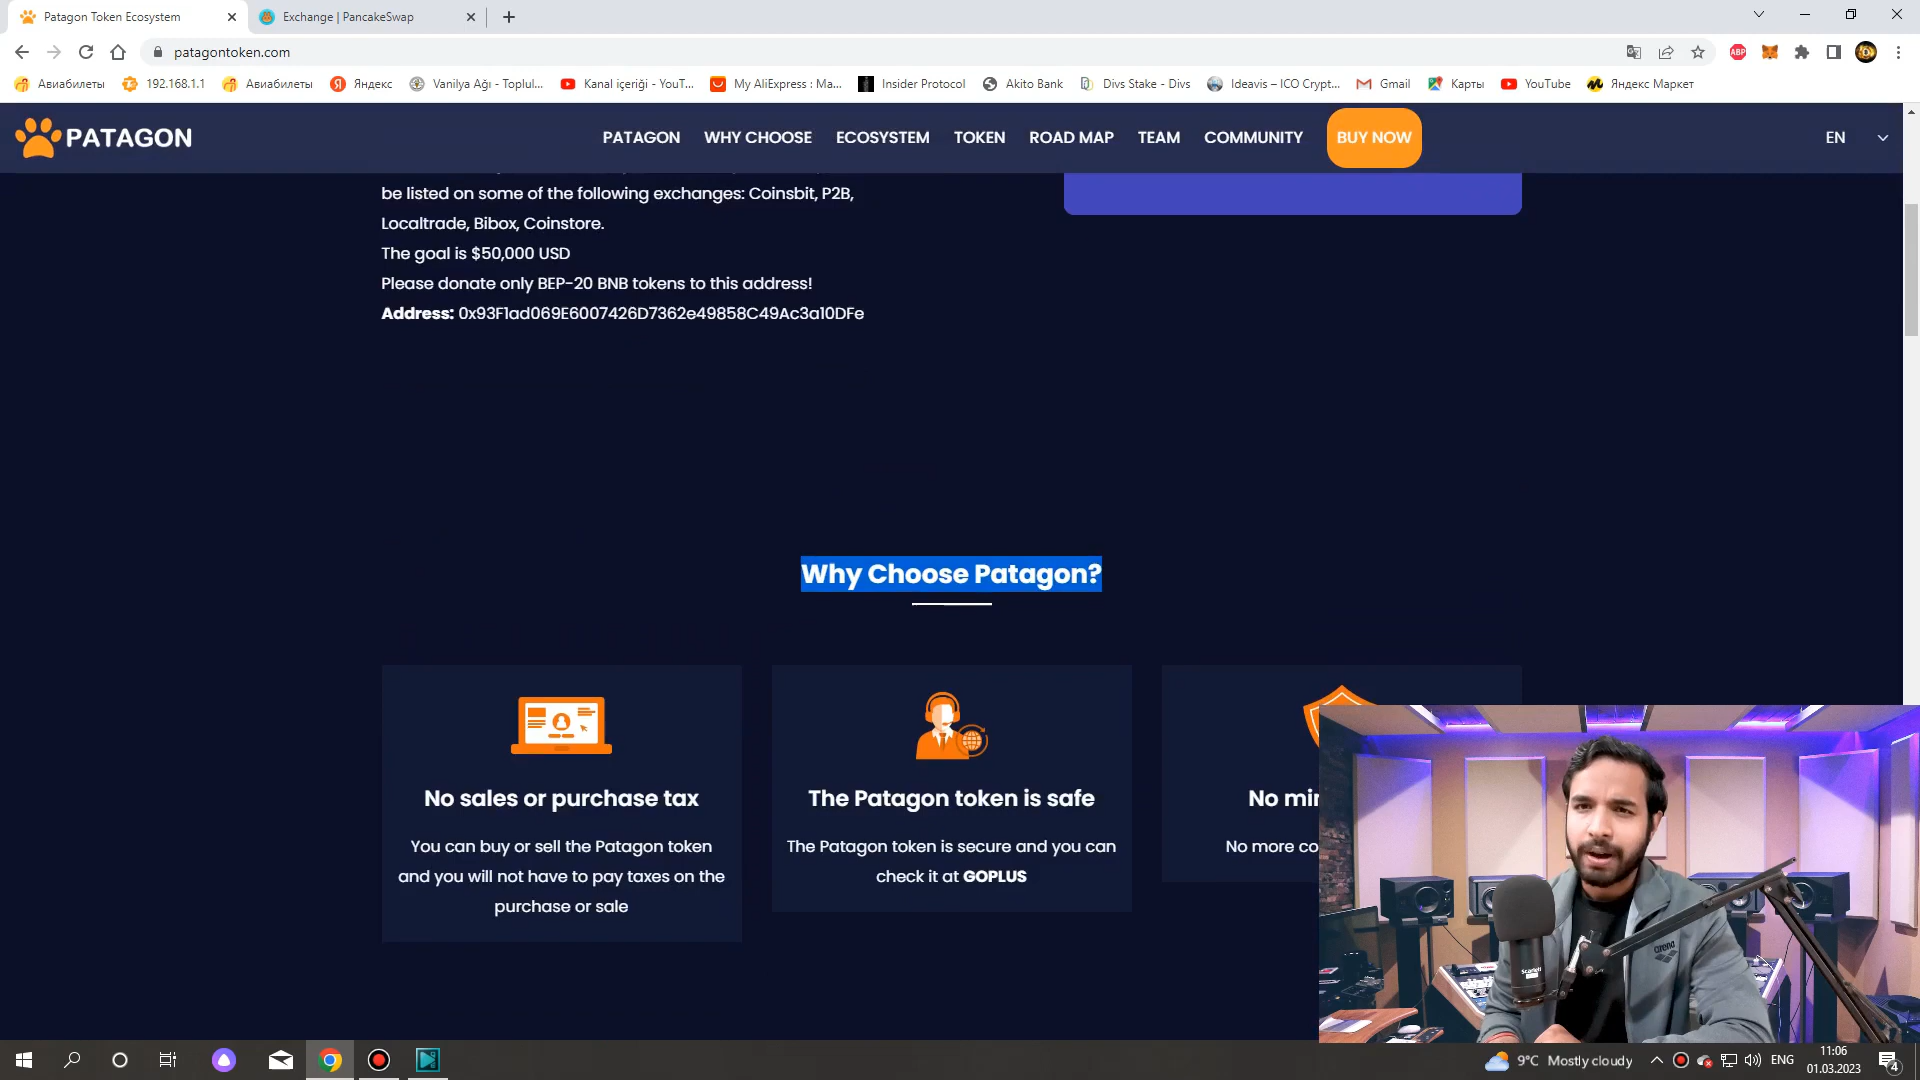 Patagon Token Ecosystem
Exchange | PancakeSwap
patagontoken.com
ABP
Авиабилеты
192.168.1.1
Авиабилеты
Яндекс
Vanilya Ağı - Toplul...
Kanal içeriği - YouT...
My AliExpress : Ma...
Insider Protocol
Akito Bank
Divs Stake - Divs
Ideavis – ICO Crypt...
Gmail
Карты
YouTube
Яндекс Маркет
PATAGON
PATAGON
WHY CHOOSE
ECOSYSTEM
TOKEN
ROAD MAP
TEAM
COMMUNITY
BUY NOW
EN
be listed on some of the following exchanges: Coinsbit, P2B,
Localtrade, Bibox, Coinstore.
The goal is $50,000 USD
Please donate only BEP-20 BNB tokens to this address!
Address: 0x93F1ad069E6007426D7362e49858C49Ac3a10DFe
Why Choose Patagon?
No sales or purchase tax
You can buy or sell the Patagon token
and you will not have to pay taxes on the
purchase or sale
The Patagon token is safe
The Patagon token is secure and you can
check it at GOPLUS
No mi
No more co
arena
Scarlett
9°C Mostly cloudy
ENG
11:06
01.03.2023
4